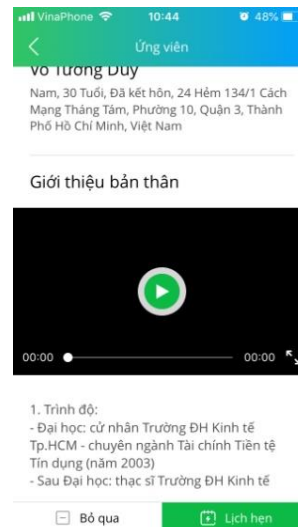 VinaPhone 10:44 48%
Ứng viên
Võ Tường Duy
Nam, 30 Tuổi, Đã kết hôn, 24 Hẻm 134/1 Cách
Mạng Tháng Tám, Phường 10, Quận 3, Thành
Phố Hồ Chí Minh, Việt Nam
Giới thiệu bản thân
00:00 00:00
1. Trình độ:
- Đại học: cử nhân Trường ĐH Kinh tế
Tp.HCM - chuyên ngành Tài chính Tiền tệ
Tín dụng (năm 2003)
- Sau Đại học: thạc sĩ Trường ĐH Kinh tế
Bỏ qua
Lịch hẹn